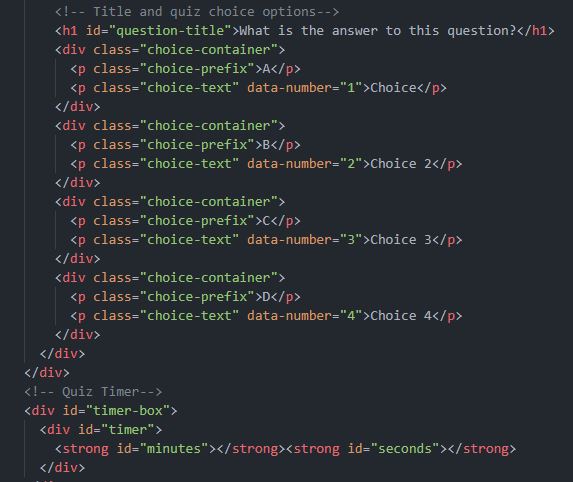 <!-- Title and quiz choice options-->
<h1 id="question-title">What is the answer to this question?</h1>
<div class="choice-container">
<p class="choice-prefix">A</p>
<p class="choice-text" data-number="1">Choice</p>
</div>
<div class="choice-container">
<p class="choice-prefix">B</p>
<p class="choice-text" data-number="2">Choice 2</p>
</div>
<div class="choice-container">
<p class="choice-prefix">C</p>
<p class="choice-text" data-number="3">Choice 3</p>
</div>
<div class="choice-container">
<p class="choice-prefix">D</p>
<p class="choice-text" data-number="4">Choice 4</p>
</div>
</div>
</div>
<!-- Quiz Timer-->
<div id="timer-box">
<div id="timer">
<strong id="minutes"></strong><strong id="seconds"></strong>
</div>